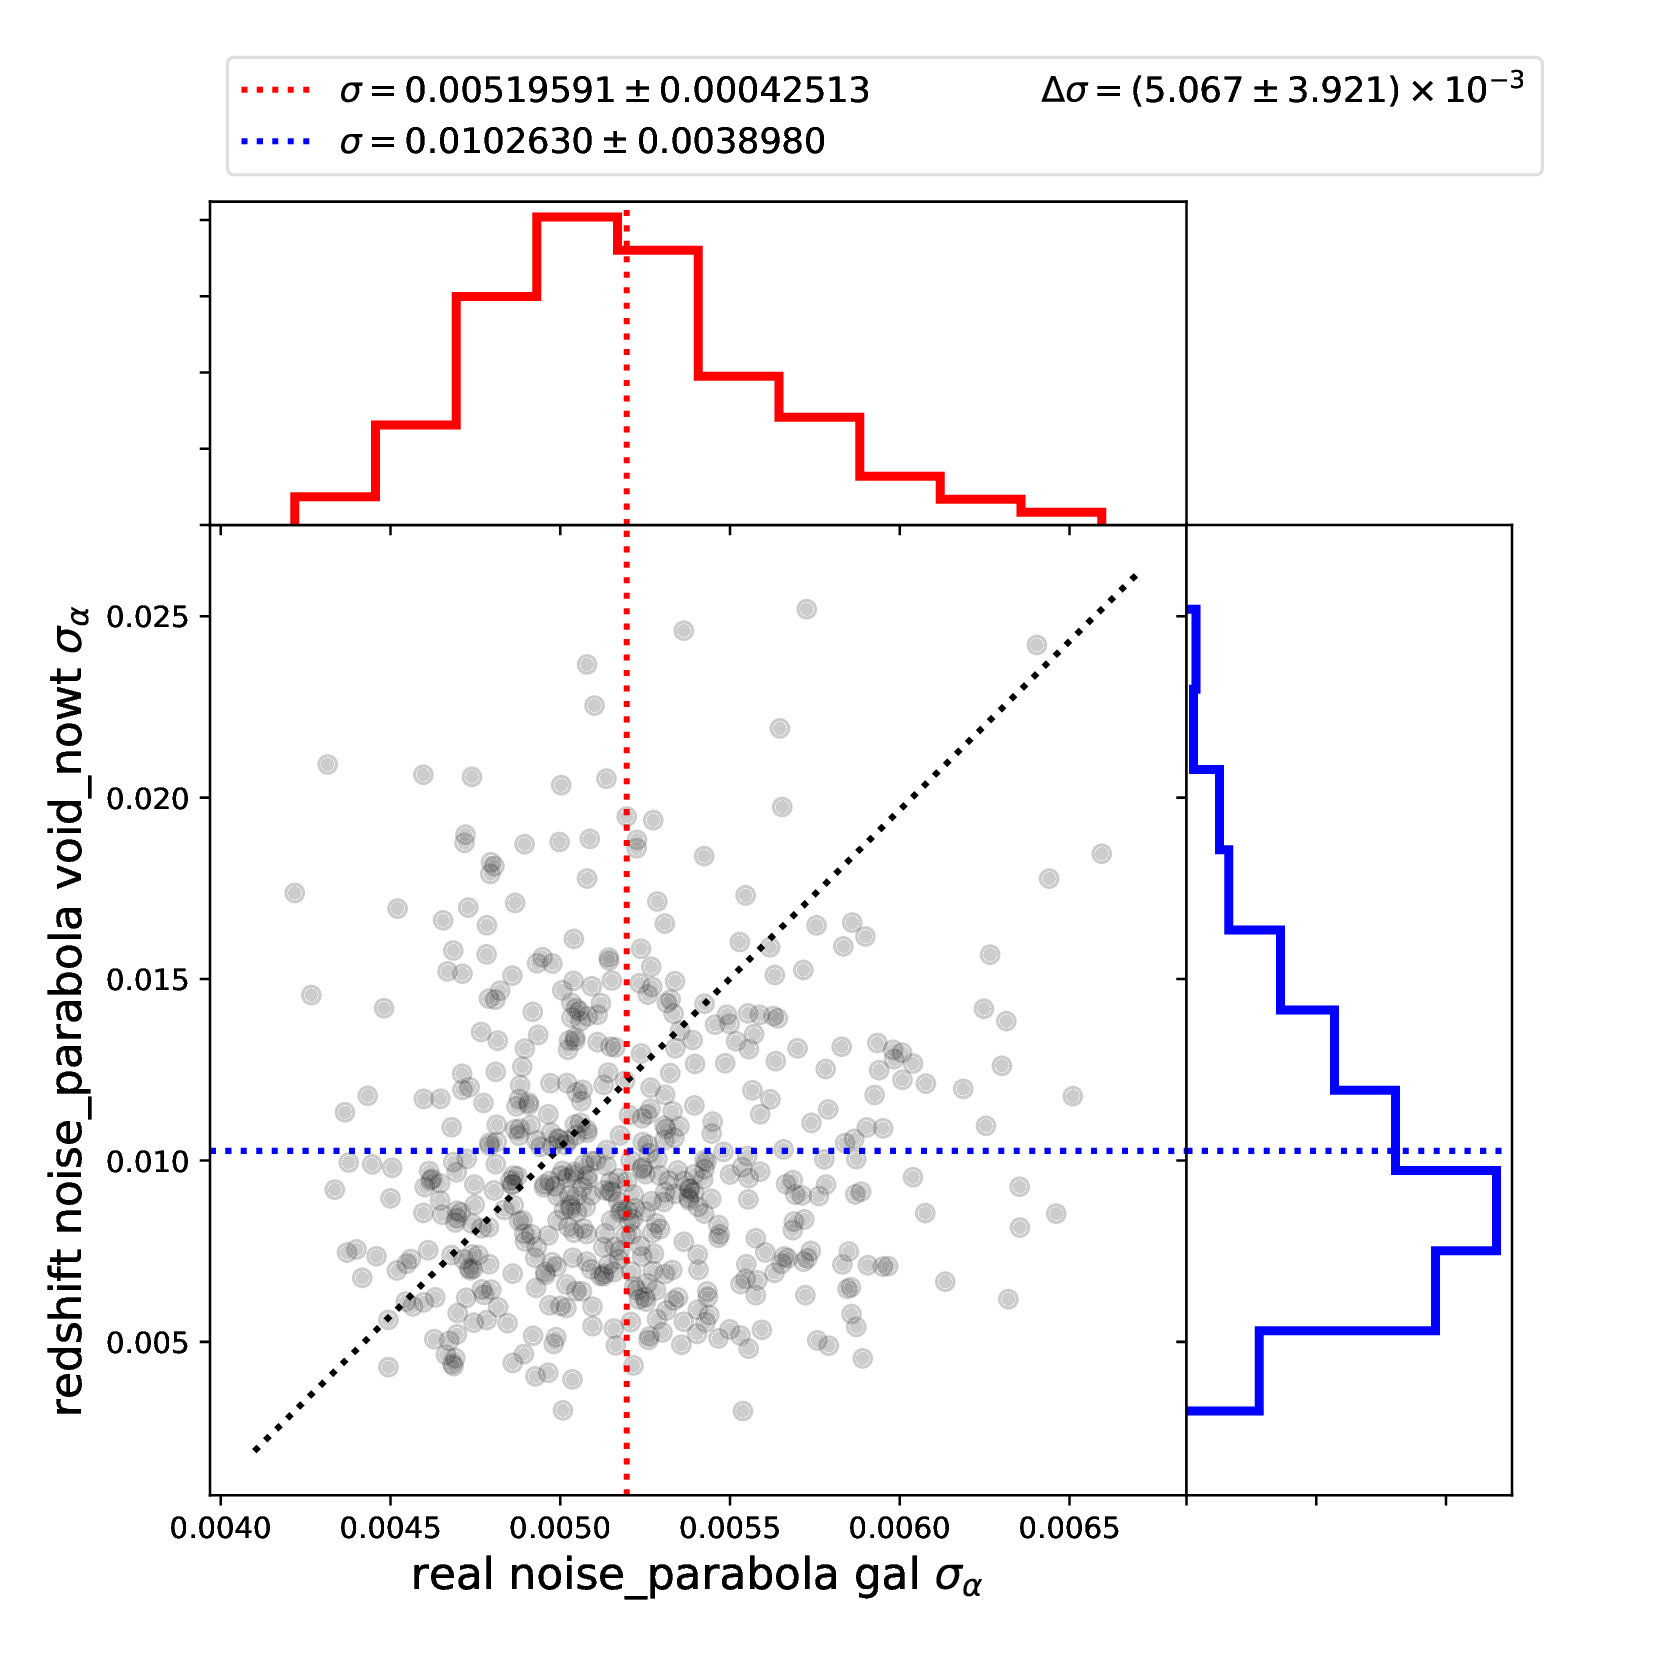 σ = 0.00519591 ± 0.00042513
σ = 0.0102630 ± 0.0038980
Δσ = (5.067 ± 3.921) × 10⁻³
redshift noise_parabola void_nowt σ_α
0.025
0.020
0.015
0.010
0.005
0.0040 0.0045 0.0050 0.0055 0.0060 0.0065
real noise_parabola gal σ_α